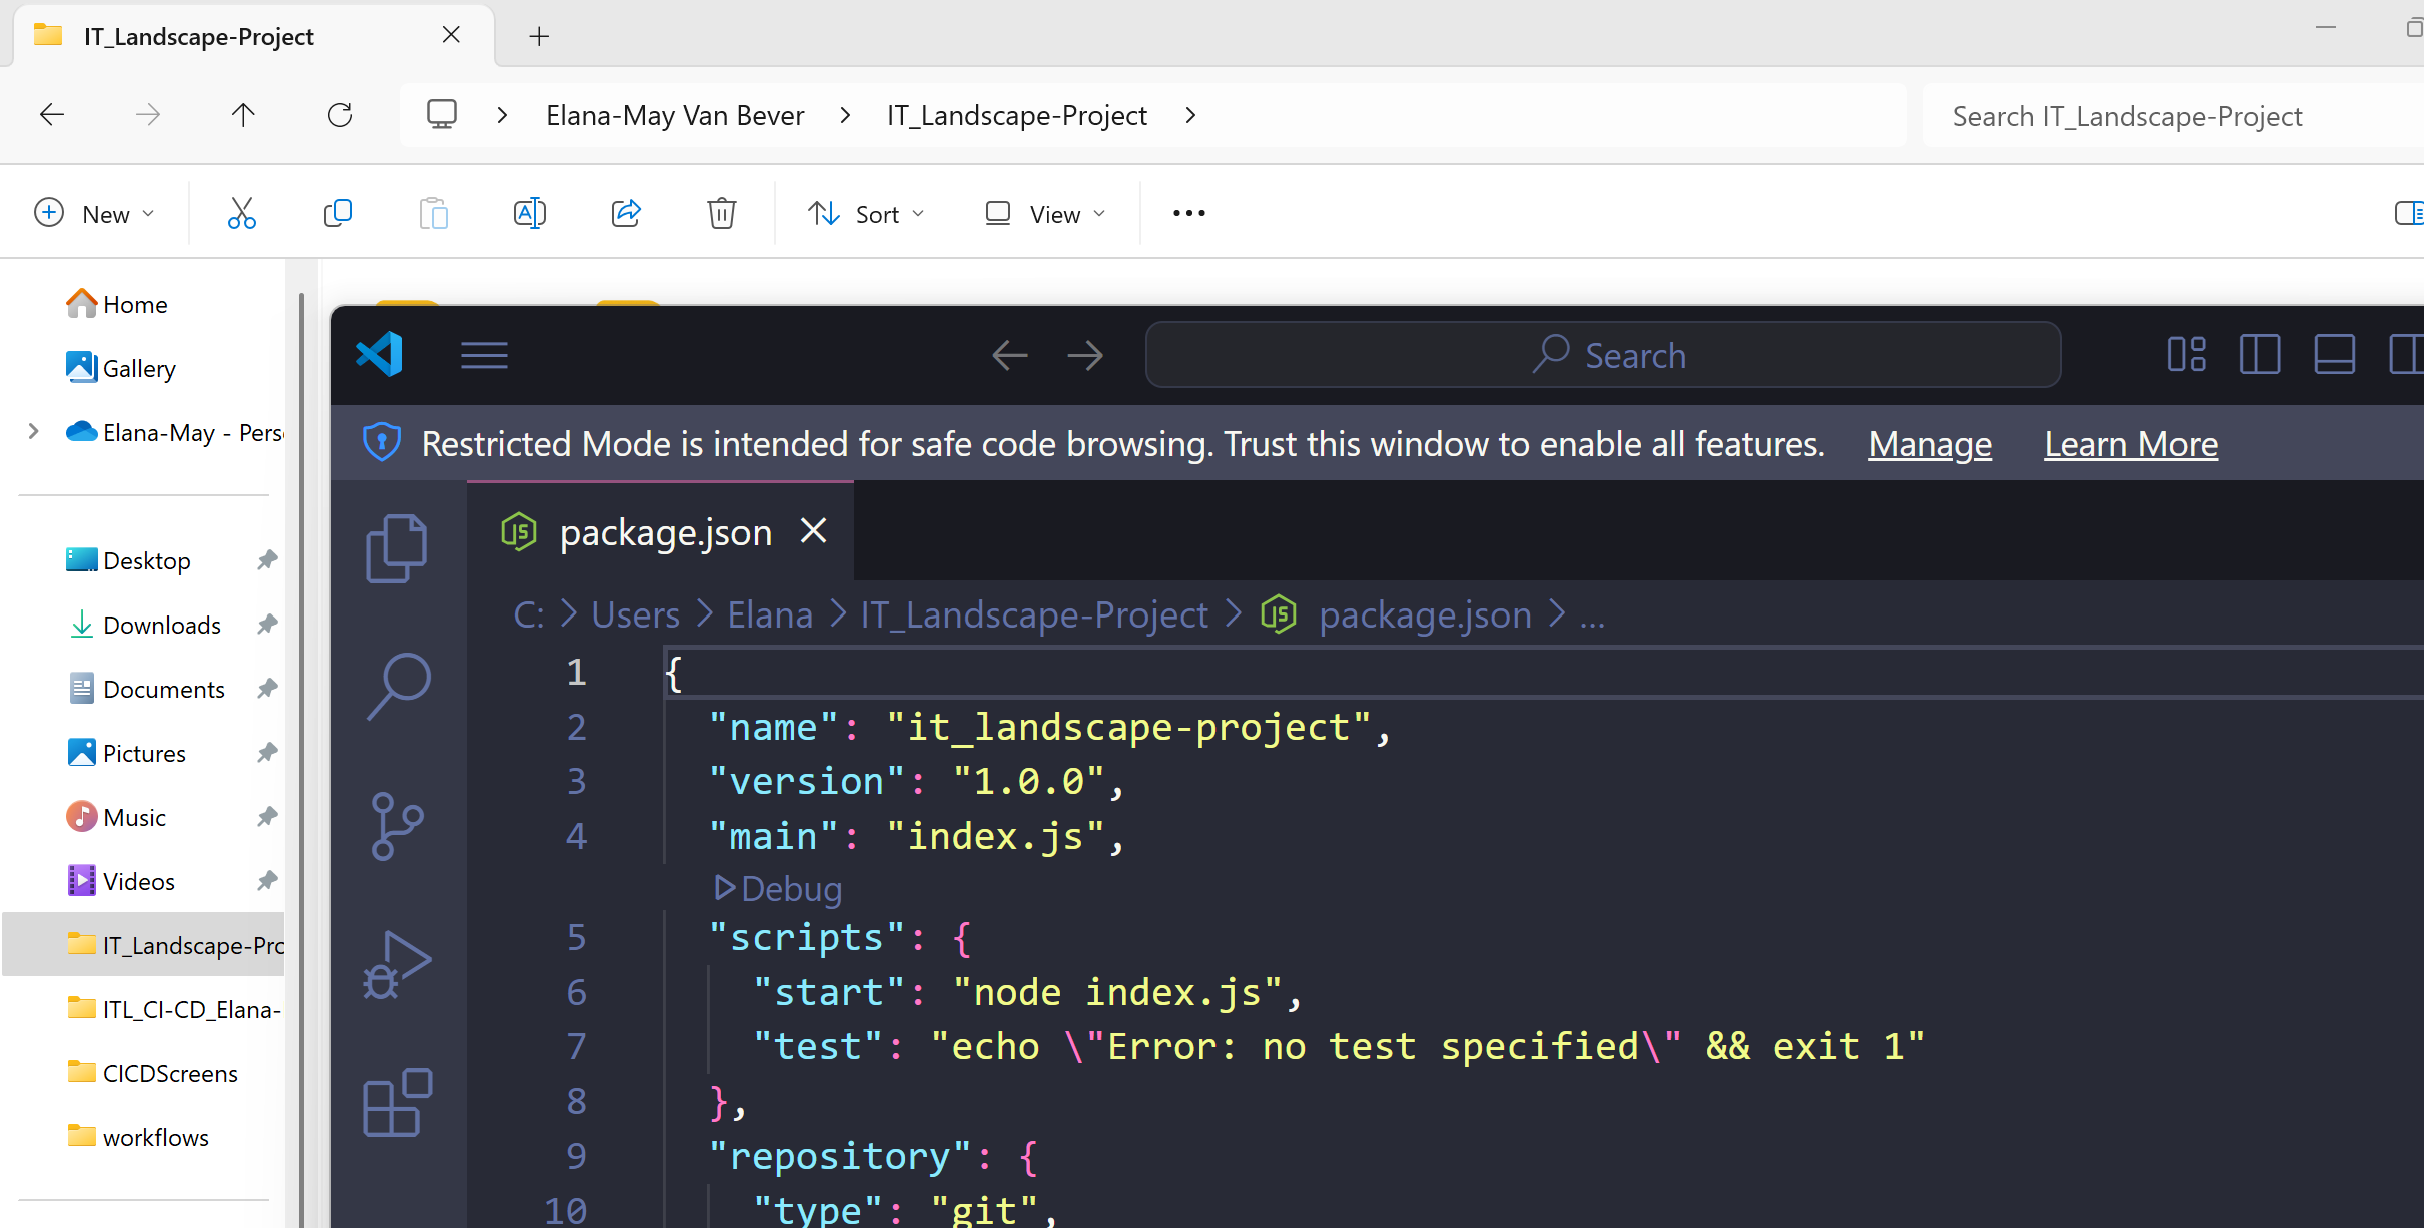 IT_Landscape-Project
Elana-May Van Bever
IT_Landscape-Project
Search IT_Landscape-Project
New
Sort
View
Home
Gallery
Elana-May - Pers
Desktop
Downloads
Documents
Pictures
Music
Videos
IT_Landscape-Pro
ITL_CI-CD_Elana-
CICDScreens
workflows
Search
Restricted Mode is intended for safe code browsing. Trust this window to enable all features. Manage Learn More
package.json
C: > Users > Elana > IT_Landscape-Project > package.json > ...
1 {
2 "name": "it_landscape-project",
3 "version": "1.0.0",
4 "main": "index.js",
Debug
5 "scripts": {
6 "start": "node index.js",
7 "test": "echo \"Error: no test specified\" && exit 1"
8 },
9 "repository": {
10 "type": "git",